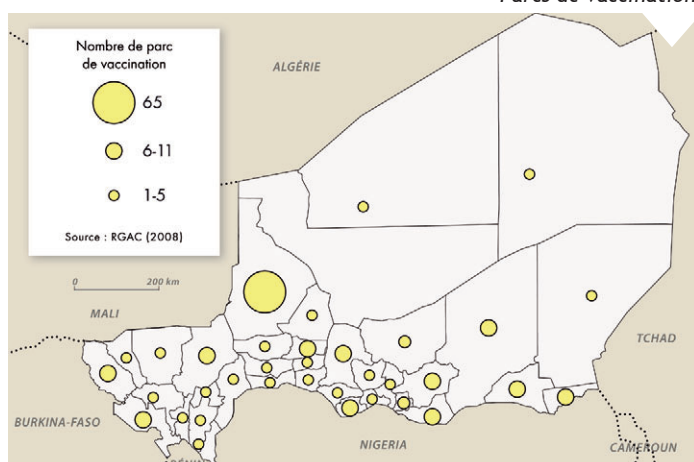 Parcs de vaccination
Nombre de parc
de vaccination
65
6-11
1-5
Source : RGAC (2008)
0 200 km
ALGÉRIE
MALI
TCHAD
BURKINA-FASO
NIGERIA
CAMEROUN
BÉNIN